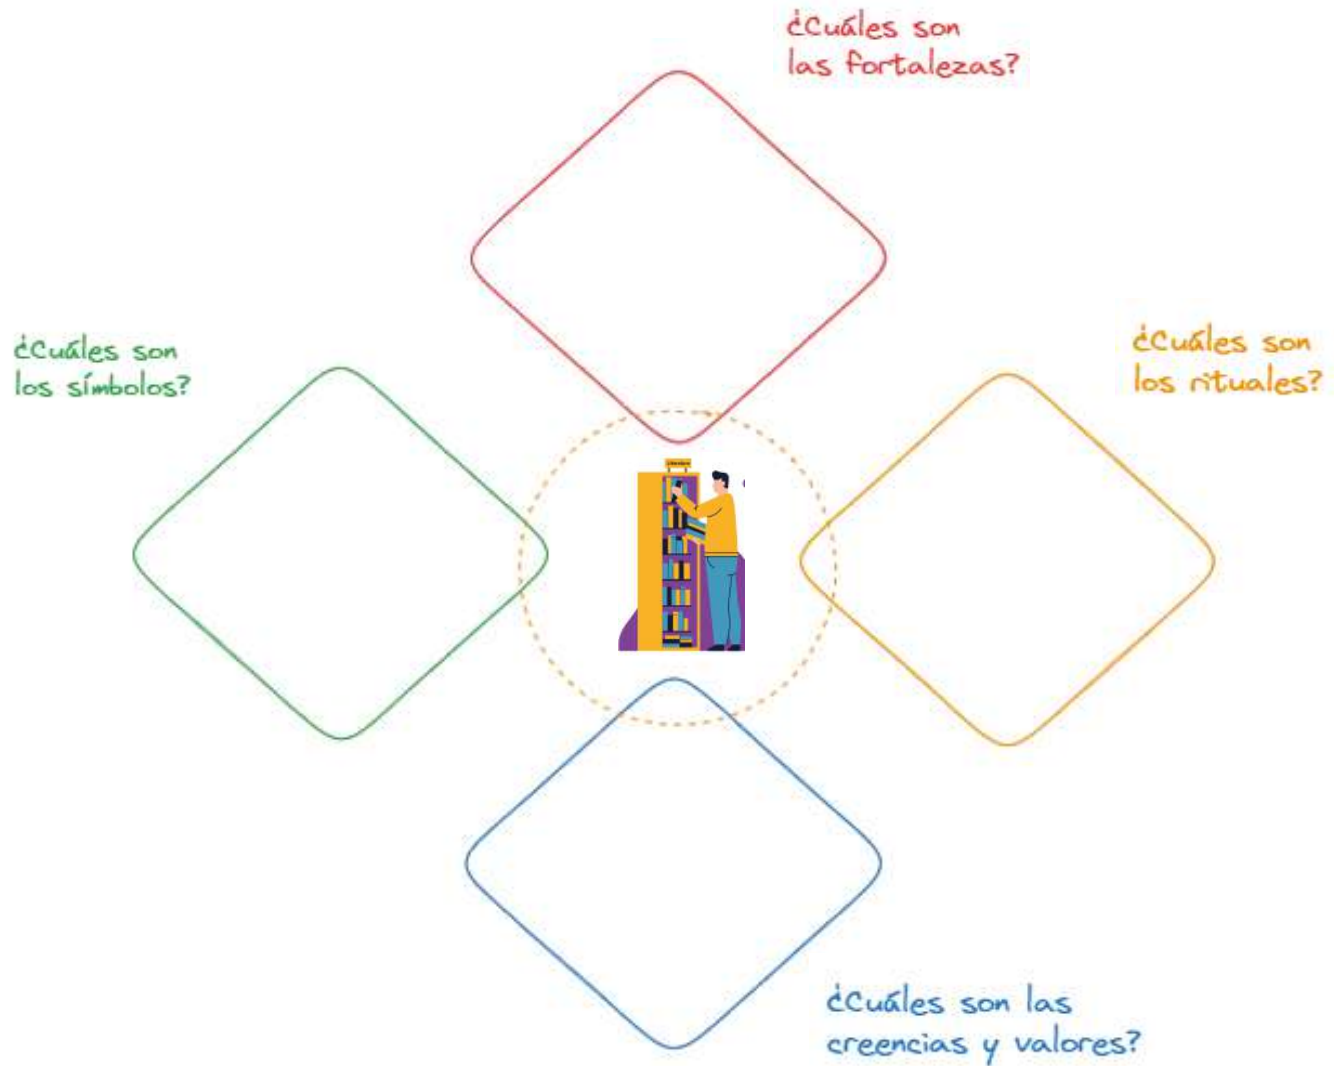 ¿Cuáles son
las fortalezas?
¿Cuáles son
los símbolos?
¿Cuáles son
los rituales?
¿Cuáles son las
creencias y valores?